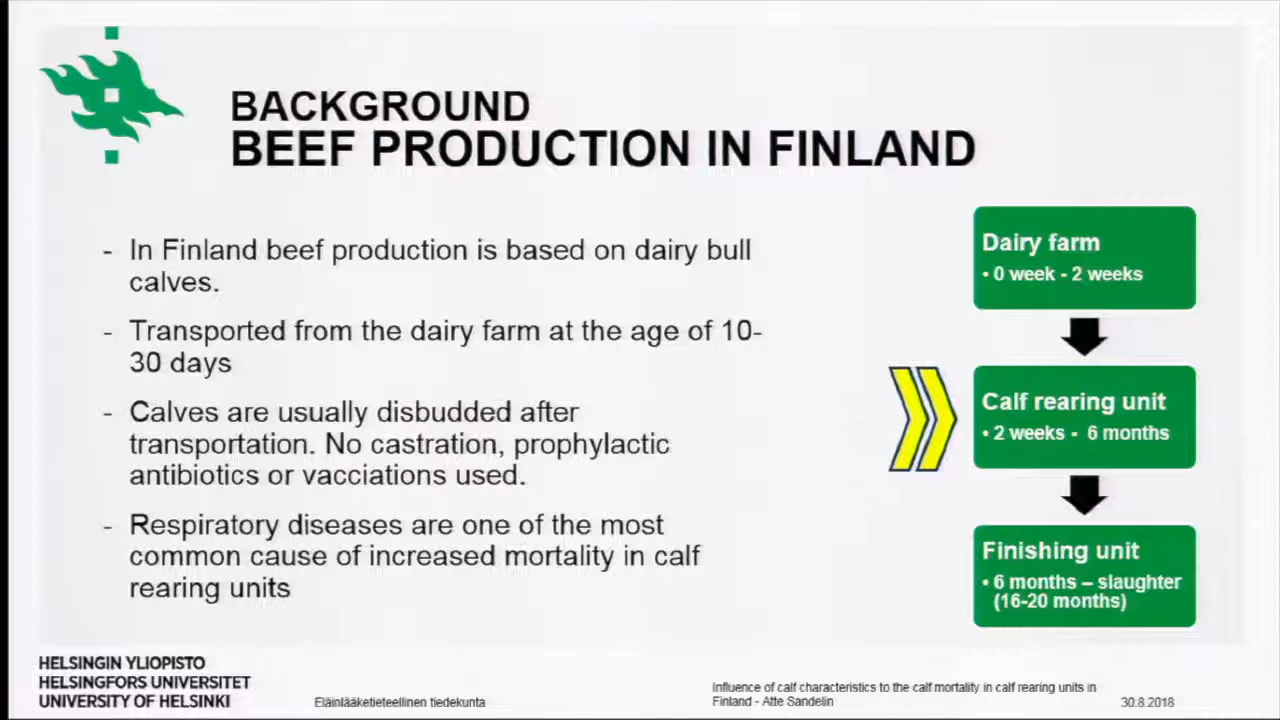 BACKGROUND
BEEF PRODUCTION IN FINLAND
- In Finland beef production is based on dairy bull
calves.
- Transported from the dairy farm at the age of 10-
30 days
- Calves are usually disbudded after
transportation. No castration, prophylactic
antibiotics or vacciations used.
- Respiratory diseases are one of the most
common cause of increased mortality in calf
rearing units
Dairy farm
• 0 week - 2 weeks
Calf rearing unit
• 2 weeks - 6 months
Finishing unit
• 6 months – slaughter
(16-20 months)
HELSINGIN YLIOPISTO
HELSINGFORS UNIVERSITET
UNIVERSITY OF HELSINKI
Eläinlääketieteellinen tiedekunta
Influence of calf characteristics to the calf mortality in calf rearing units in
Finland - Atte Sandelin
30.8.2018